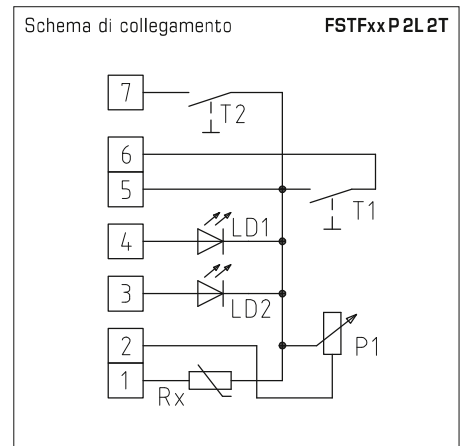 Schema di collegamento FSTFxx P 2L 2T
7
T2
6
5
T1
4
LD1
3
LD2
2
P1
1
Rx